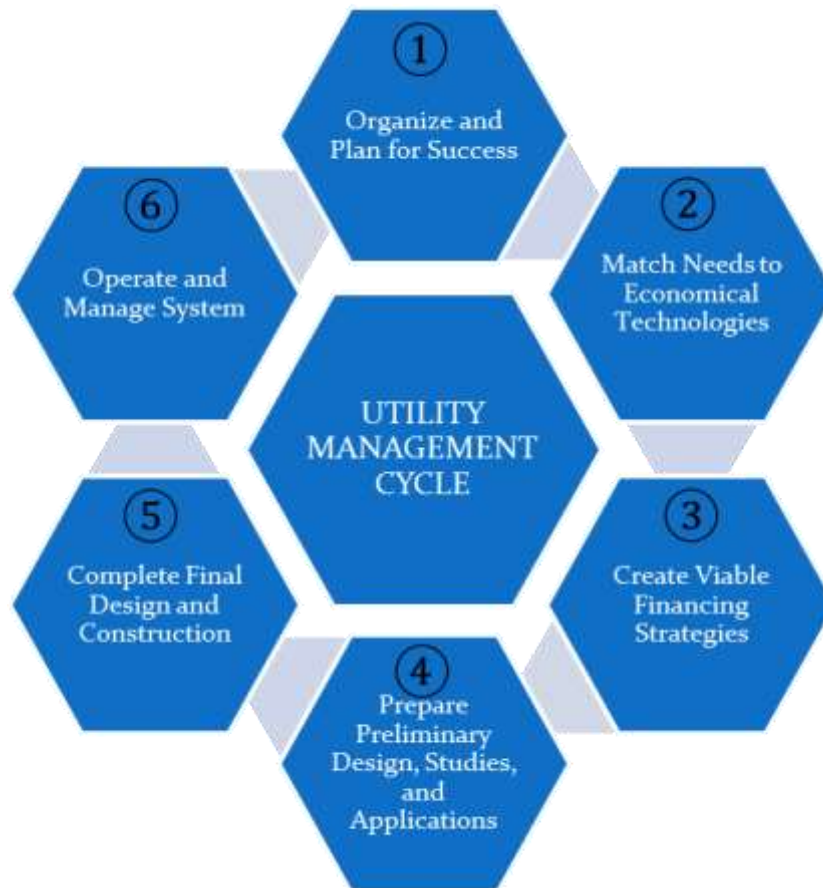 ①
Organize and
Plan for Success
②
Match Needs to
Economical
Technologies
③
Create Viable
Financing
Strategies
④
Prepare
Preliminary
Design, Studies,
and
Applications
⑤
Complete Final
Design and
Construction
⑥
Operate and
Manage System
UTILITY
MANAGEMENT
CYCLE